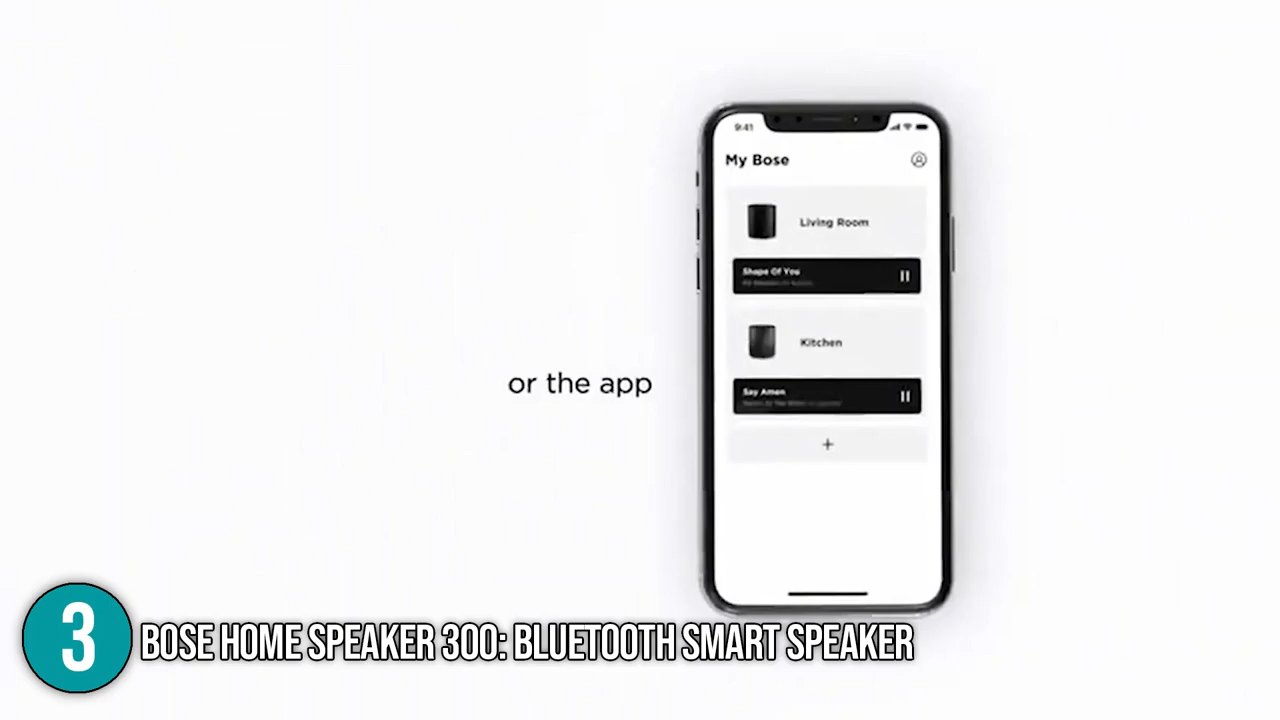 9:41
My Bose
Living Room
Shape Of You
Kitchen
or the app
Say Amen
+
3
BOSE HOME SPEAKER 300: BLUETOOTH SMART SPEAKER